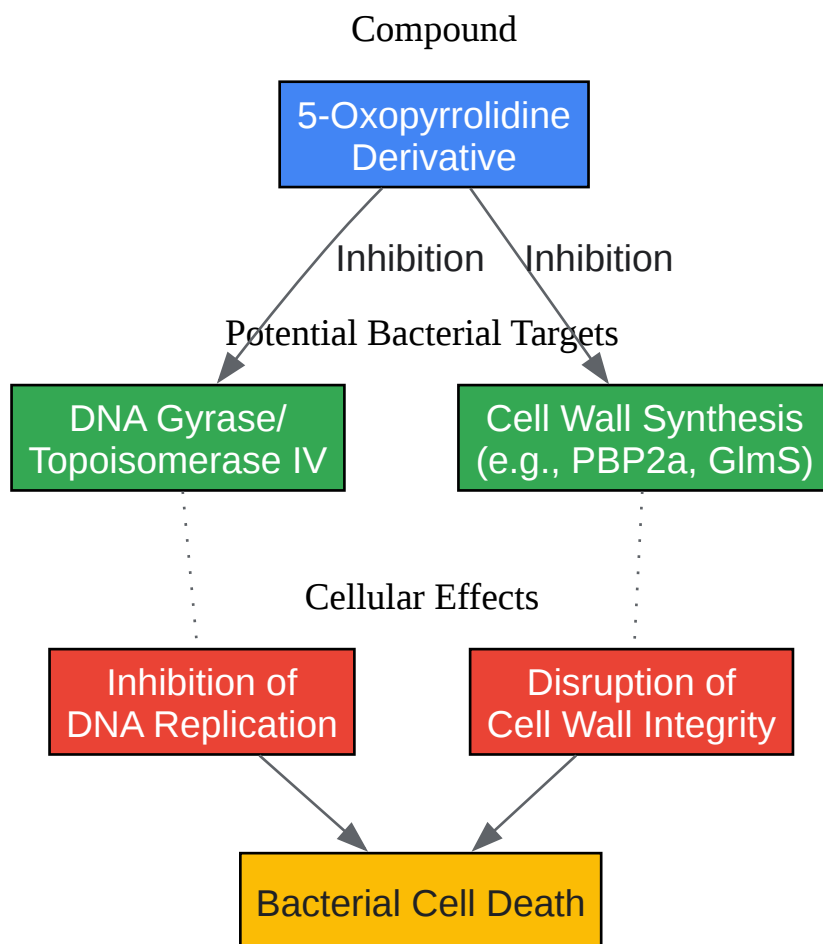 Compound
5-Oxopyrrolidine
Derivative
Inhibition
Inhibition
Potential Bacterial Targets
DNA Gyrase/
Topoisomerase IV
Cell Wall Synthesis
(e.g., PBP2a, GlmS)
Cellular Effects
Inhibition of
DNA Replication
Disruption of
Cell Wall Integrity
Bacterial Cell Death